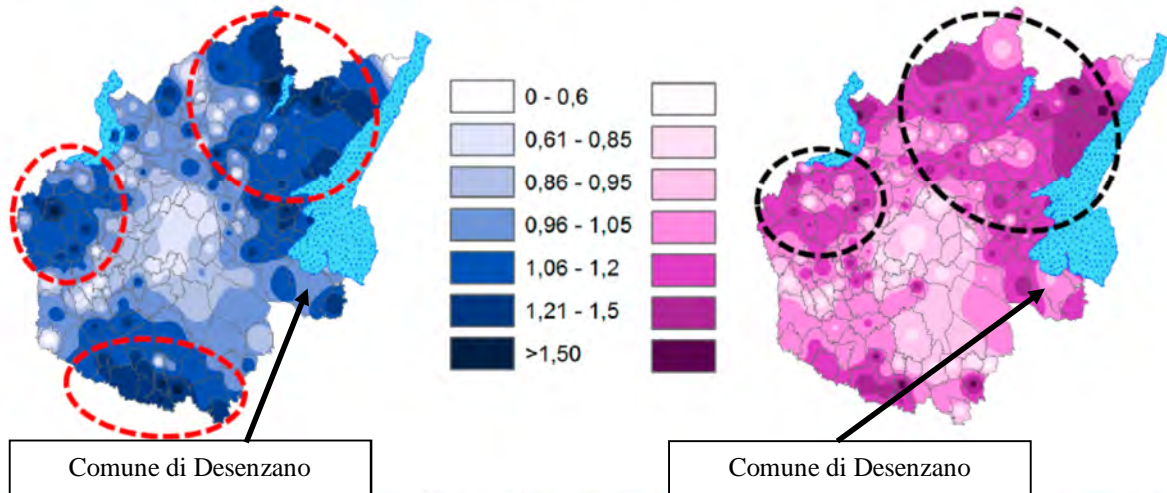 0 - 0,6
0,61 - 0,85
0,86 - 0,95
0,96 - 1,05
1,06 - 1,2
1,21 - 1,5
>1,50
Comune di Desenzano
Comune di Desenzano